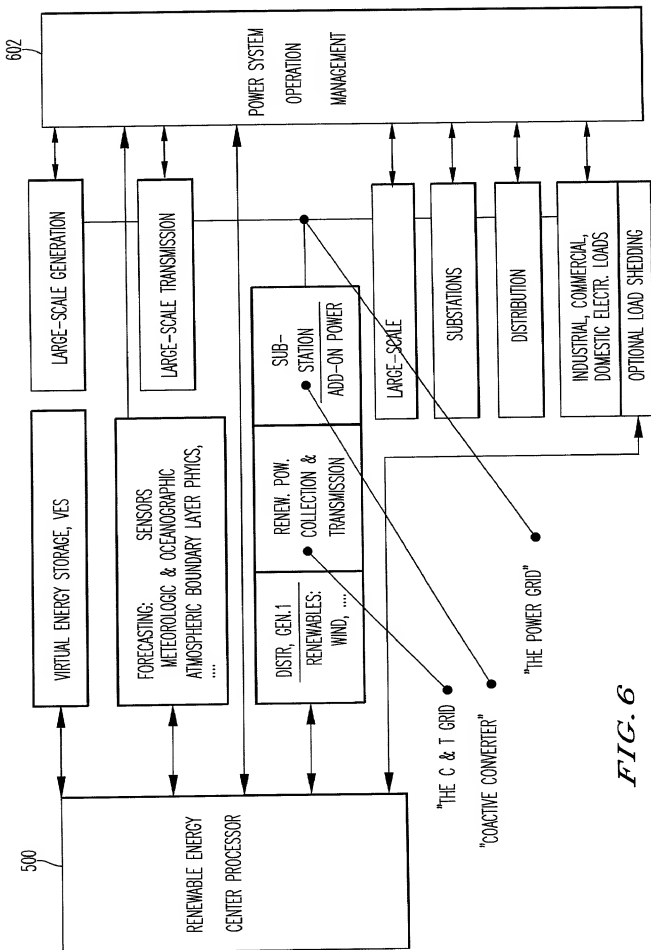 602
POWER SYSTEM
OPERATION
MANAGEMENT
LARGE-SCALE GENERATION
LARGE-SCALE TRANSMISSION
LARGE-SCALE
SUBSTATIONS
DISTRIBUTION
INDUSTRIAL, COMMERCIAL,
DOMESTIC ELECTR. LOADS
OPTIONAL LOAD SHEDDING
VIRTUAL ENERGY STORAGE, VES
SENSORS
FORECASTING:
METEOROLOGIC & OCEANOGRAPHIC
ATMOSPHERIC BOUNDARY LAYER PHYICS,
....
DISTR, GEN.1
RENEWABLES:
WIND, ....
RENEW. POW.
COLLECTION &
TRANSMISSION
SUB-
STATION
ADD-ON POWER
"THE C & T GRID
"COACTIVE CONVERTER"
"THE POWER GRID"
500
RENEWABLE ENERGY
CENTER PROCESSOR
FIG. 6